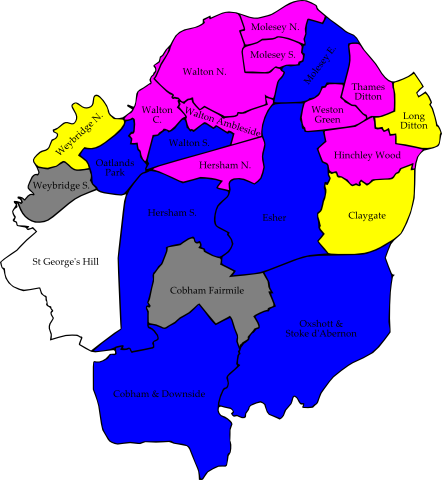 Molesey N.
Molesey S.
Molesey E.
Walton N.
Thames
Ditton
Long
Ditton
Walton
C.
Walton Ambleside
Weston
Green
Weybridge N.
Walton S.
Hinchley Wood
Oatlands
Park
Hersham N.
Weybridge S.
Hersham S.
Esher
Claygate
St George's Hill
Cobham Fairmile
Oxshott &
Stoke d'Abernon
Cobham & Downside